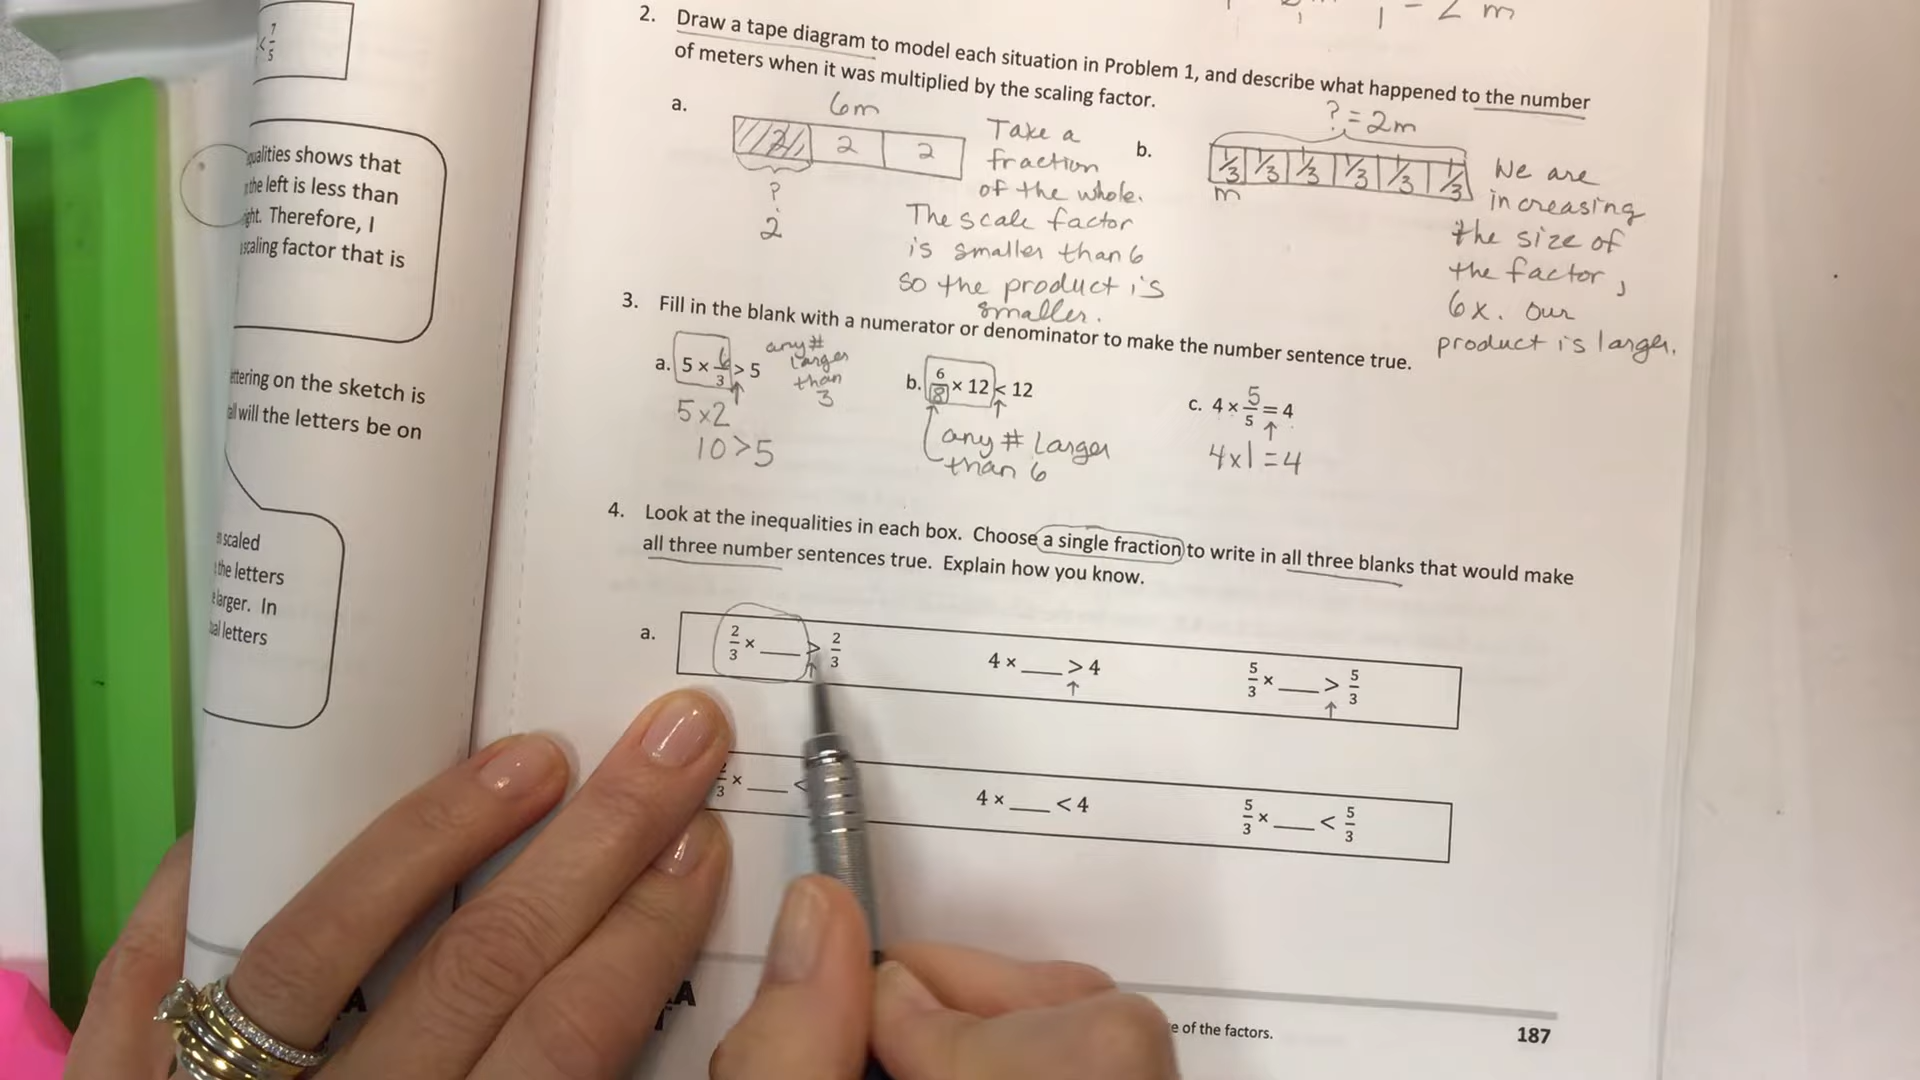 < 7/5
qualities shows that
the left is less than
ght. Therefore, I
scaling factor that is
ettering on the sketch is
all will the letters be on
scaled
the letters
larger. In
ual letters
2 m
2. Draw a tape diagram to model each situation in Problem 1, and describe what happened to the number
of meters when it was multiplied by the scaling factor.
a.
6m
2 2 2
?
2
Take a
fraction
of the whole.
The scale factor
is smaller than 6
so the product is
smaller.
b.
? = 2m
1/3 1/3 1/3 1/3 1/3 1/3
m
We are
increasing
the size of
the factor,
6x. Our
product is larger.
3. Fill in the blank with a numerator or denominator to make the number sentence true.
a. 5 × 6/3 > 5
any #
larger
than
3
5x2
10>5
b. 6/8 × 12 < 12
any # larger
than 6
c. 4 × 5/5 = 4
4x1=4
4. Look at the inequalities in each box. Choose a single fraction to write in all three blanks that would make
all three number sentences true. Explain how you know.
a. 2/3 × ___ > 2/3 4 × ___ > 4 5/3 × ___ > 5/3
/3 × ___ < 4 × ___ < 4 5/3 × ___ < 5/3
e of the factors.
187